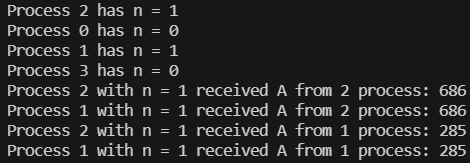 Process 2 has n = 1
Process 0 has n = 0
Process 1 has n = 1
Process 3 has n = 0
Process 2 with n = 1 received A from 2 process: 686
Process 1 with n = 1 received A from 2 process: 686
Process 2 with n = 1 received A from 1 process: 285
Process 1 with n = 1 received A from 1 process: 285